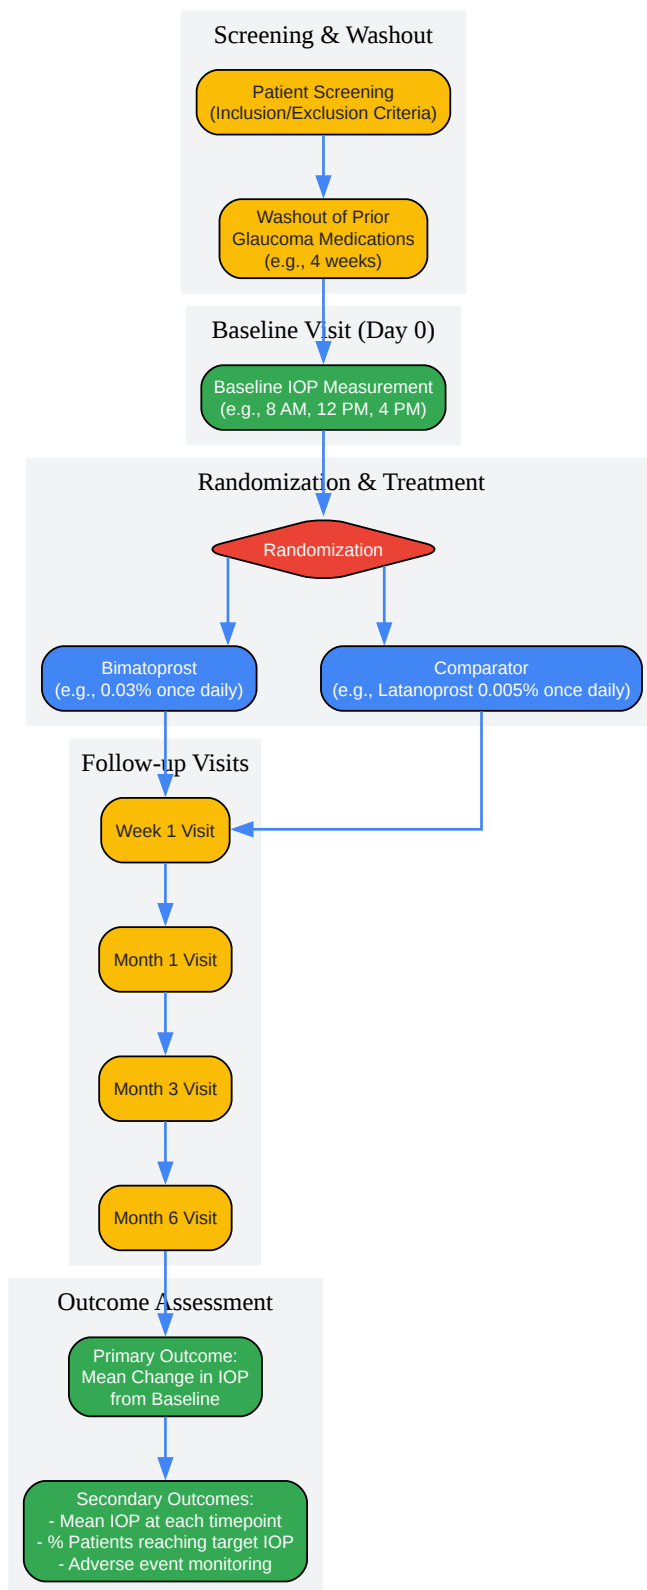 Screening & Washout
Patient Screening
(Inclusion/Exclusion Criteria)
Washout of Prior
Glaucoma Medications
(e.g., 4 weeks)
Baseline Visit (Day 0)
Baseline IOP Measurement
(e.g., 8 AM, 12 PM, 4 PM)
Randomization & Treatment
Randomization
Bimatoprost
(e.g., 0.03% once daily)
Comparator
(e.g., Latanoprost 0.005% once daily)
Follow-up Visits
Week 1 Visit
Month 1 Visit
Month 3 Visit
Month 6 Visit
Outcome Assessment
Primary Outcome:
Mean Change in IOP
from Baseline
Secondary Outcomes:
- Mean IOP at each timepoint
- % Patients reaching target IOP
- Adverse event monitoring